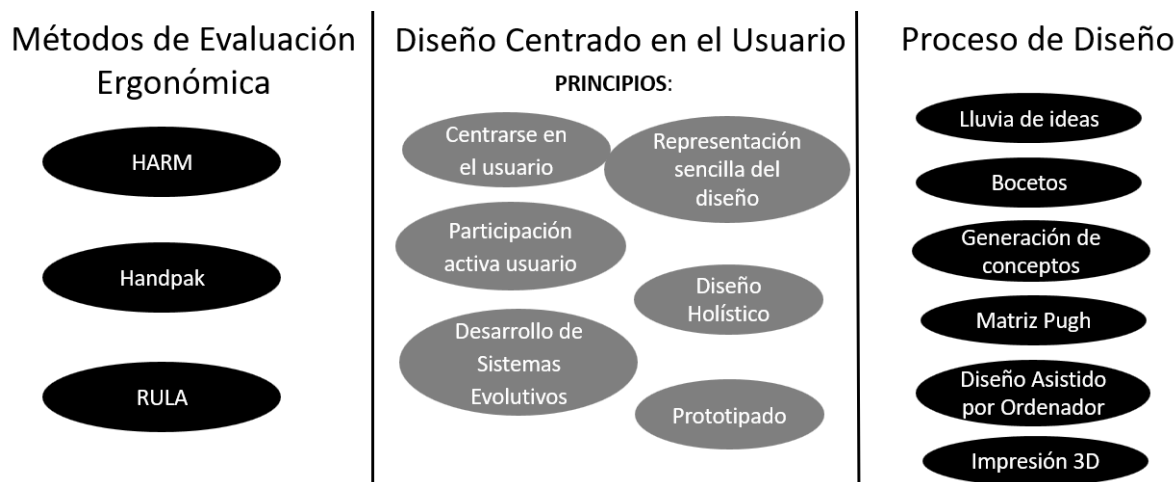 Métodos de Evaluación
Ergonómica
HARM
Handpak
RULA
Diseño Centrado en el Usuario
PRINCIPIOS:
Centrarse en
el usuario
Representación
sencilla del
diseño
Participación
activa usuario
Diseño
Holístico
Desarrollo de
Sistemas
Evolutivos
Prototipado
Proceso de Diseño
Lluvia de ideas
Bocetos
Generación de
conceptos
Matriz Pugh
Diseño Asistido
por Ordenador
Impresión 3D